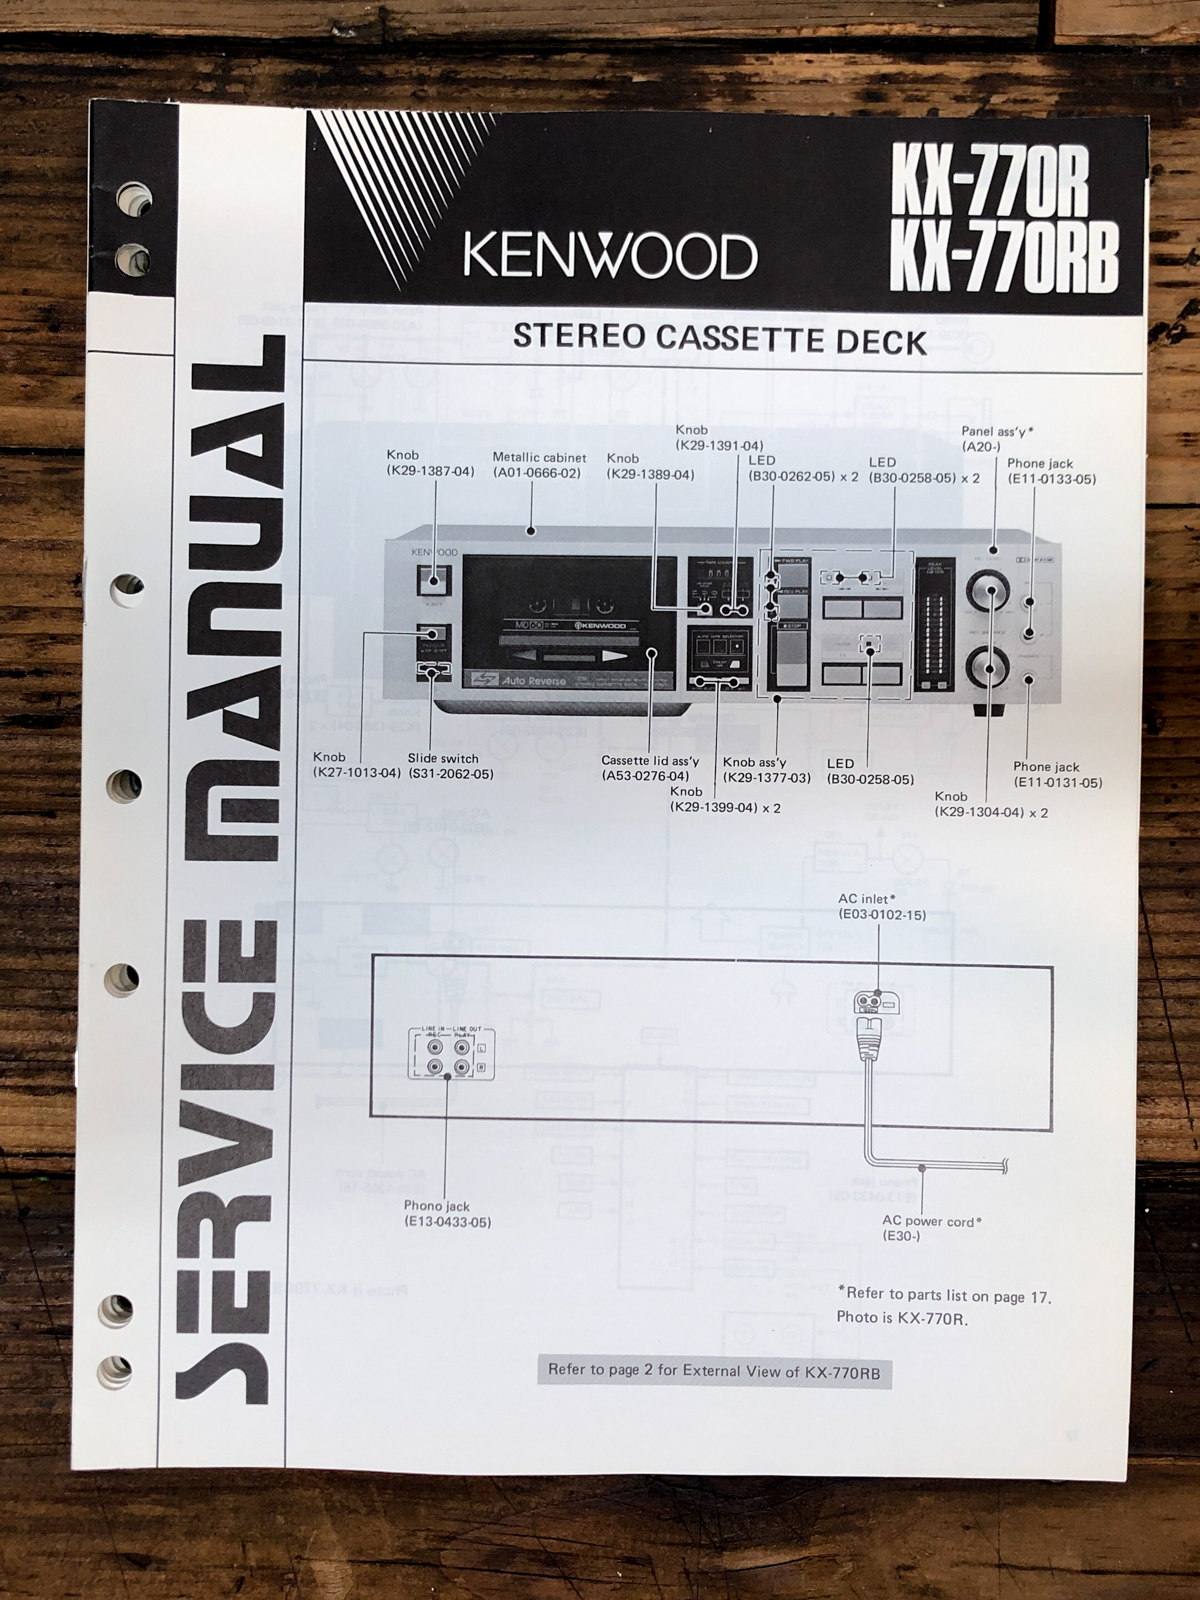 KX-770R
KX-770RB
KENWOOD
STEREO CASSETTE DECK
SERVICE MANUAL
Knob
(K29-1387-04)
Metallic cabinet
(A01-0666-02)
Knob
(K29-1389-04)
Knob
(K29-1391-04)
LED
(B30-0262-05) x 2
LED
(B30-0258-05) x 2
Panel ass'y*
(A20-)
Phone jack
(E11-0133-05)
KENWOOD
EJECT
KENWOOD
Auto Reverse
STOP
Knob
(K27-1013-04)
Slide switch
(S31-2062-05)
Cassette lid ass'y
(A53-0276-04)
Knob
(K29-1399-04) x 2
Knob ass'y
(K29-1377-03)
LED
(B30-0258-05)
Knob
(K29-1304-04) x 2
Phone jack
(E11-0131-05)
AC inlet*
(E03-0102-15)
LINE IN LINE OUT
REC PLAY
L
R
Phono jack
(E13-0433-05)
AC power cord*
(E30-)
*Refer to parts list on page 17.
Photo is KX-770R.
Refer to page 2 for External View of KX-770RB